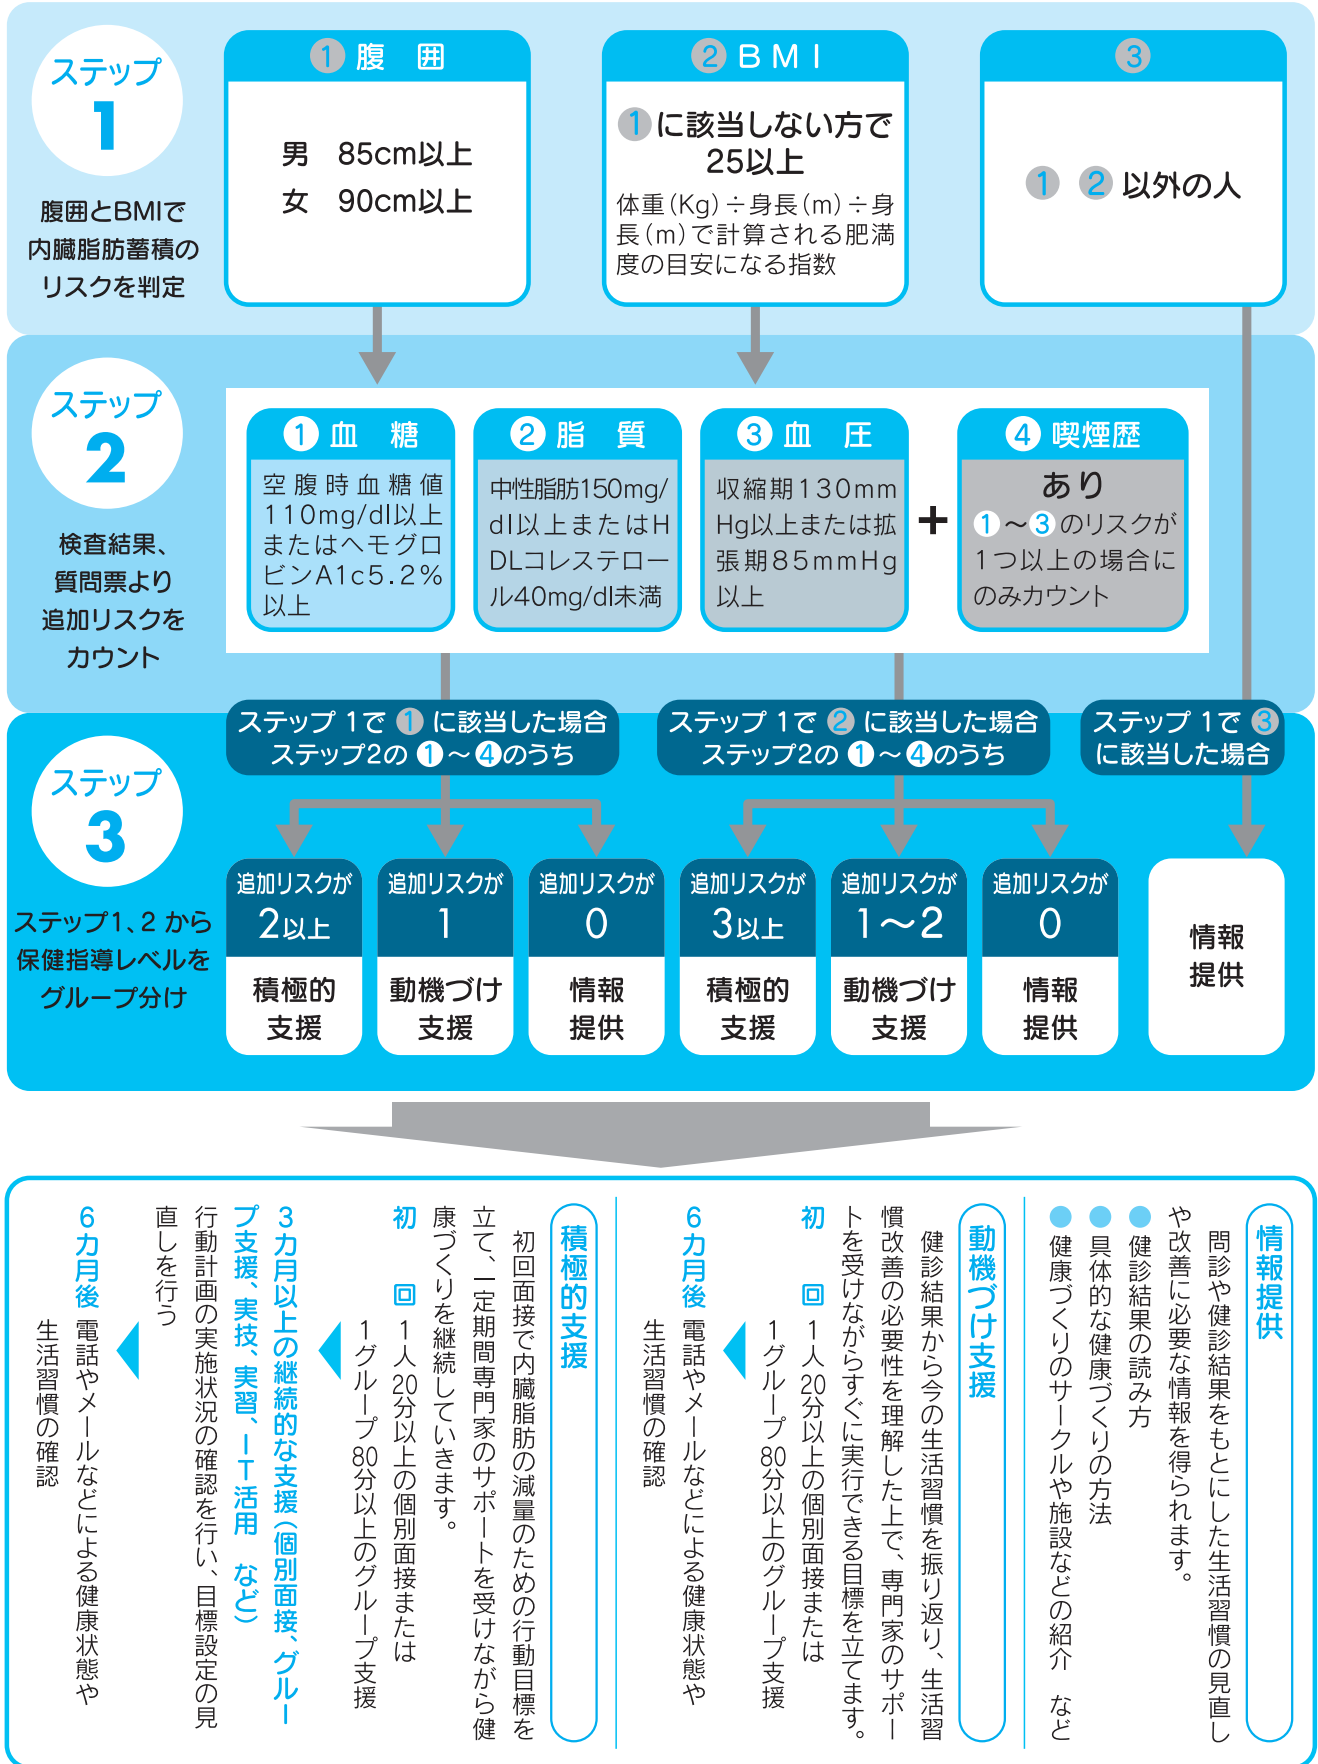 ステップ
1
腹囲とBMIで
内臓脂肪蓄積の
リスクを判定
① 腹 囲
男 85cm以上
女 90cm以上
② BMI
①に該当しない方で
25以上
体重(Kg)÷身長(m)÷身
長(m)で計算される肥満
度の目安になる指数
③
① ② 以外の人
ステップ
2
検査結果、
質問票より
追加リスクを
カウント
① 血 糖
空腹時血糖値
110mg/dl以上
またはヘモグロ
ビンA1c5.2%
以上
② 脂 質
中性脂肪150mg/
dl以上またはH
DLコレステロー
ル40mg/dl未満
③ 血 圧
収縮期130mm
Hg以上または拡
張期85mmHg
以上
+
④ 喫煙歴
あり
①～③のリスクが
1つ以上の場合に
のみカウント
ステップ
3
ステップ1、2から
保健指導レベルを
グループ分け
ステップ 1で ① に該当した場合
ステップ2の ①～④のうち
ステップ 1で ② に該当した場合
ステップ2の ①～④のうち
ステップ 1で ③
に該当した場合
追加リスクが
2以上
積極的
支援
追加リスクが
1
動機づけ
支援
追加リスクが
0
情報
提供
追加リスクが
3以上
積極的
支援
追加リスクが
1～2
動機づけ
支援
追加リスクが
0
情報
提供
情報
提供
情報提供
問診や健診結果をもとにした生活習慣の見直し
や改善に必要な情報を得られます。
● 健診結果の読み方
● 具体的な健康づくりの方法
● 健康づくりのサークルや施設などの紹介 など
動機づけ支援
健診結果から今の生活習慣を振り返り、生活習
慣改善の必要性を理解した上で、専門家のサポー
トを受けながらすぐに実行できる目標を立てます。
初 回 1人20分以上の個別面接または
1グループ80分以上のグループ支援
6カ月後 電話やメールなどによる健康状態や
生活習慣の確認
積極的支援
初回面接で内臓脂肪の減量のための行動目標を
立て、一定期間専門家のサポートを受けながら健
康づくりを継続していきます。
初 回 1人20分以上の個別面接または
1グループ80分以上のグループ支援
3カ月以上の継続的な支援(個別面接、グルー
プ支援、実技、実習、IT活用 など)
行動計画の実施状況の確認を行い、目標設定の見
直しを行う
6カ月後 電話やメールなどによる健康状態や
生活習慣の確認